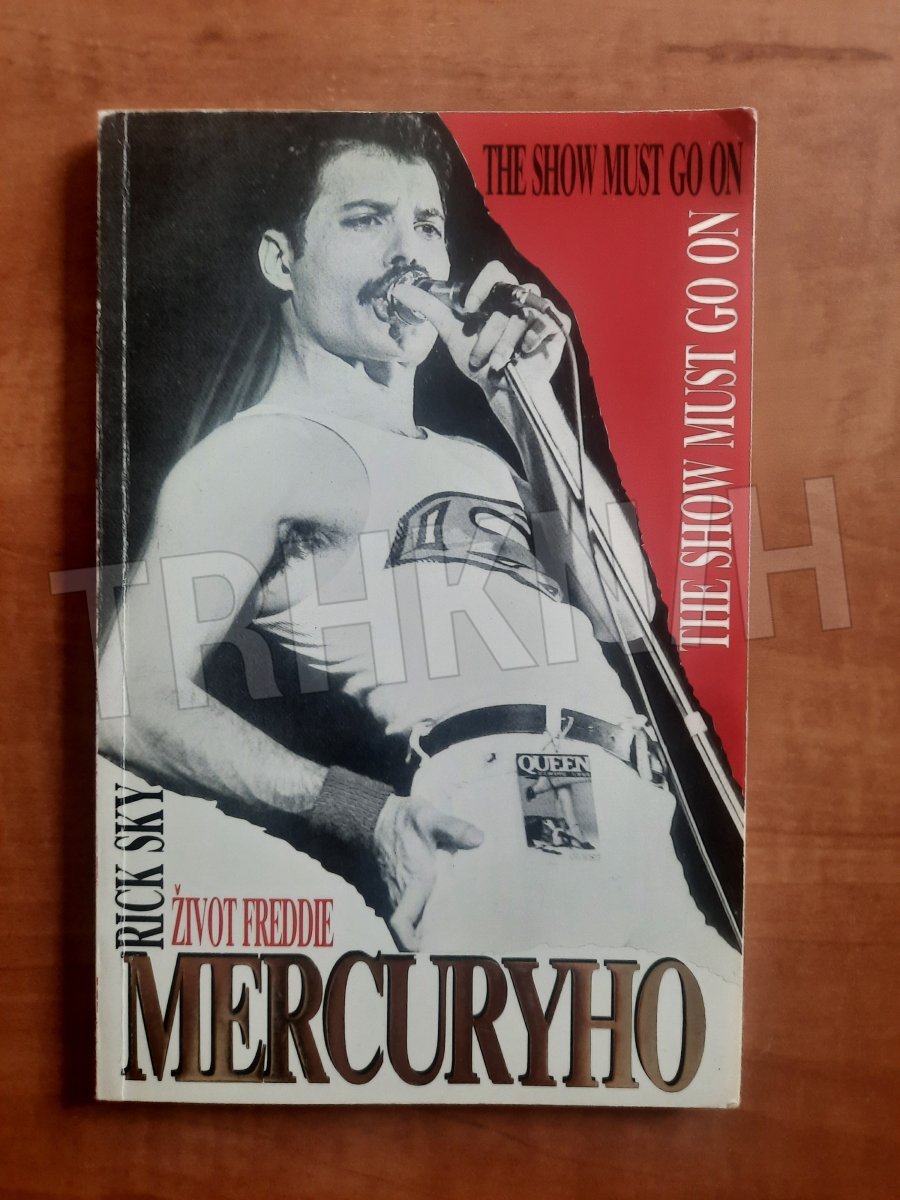 THE SHOW MUST GO ON
THE SHOW MUST GO ON
QUEEN
RICK SKY
ŽIVOT FREDDIE
MERCURYHO
TRHKNIH